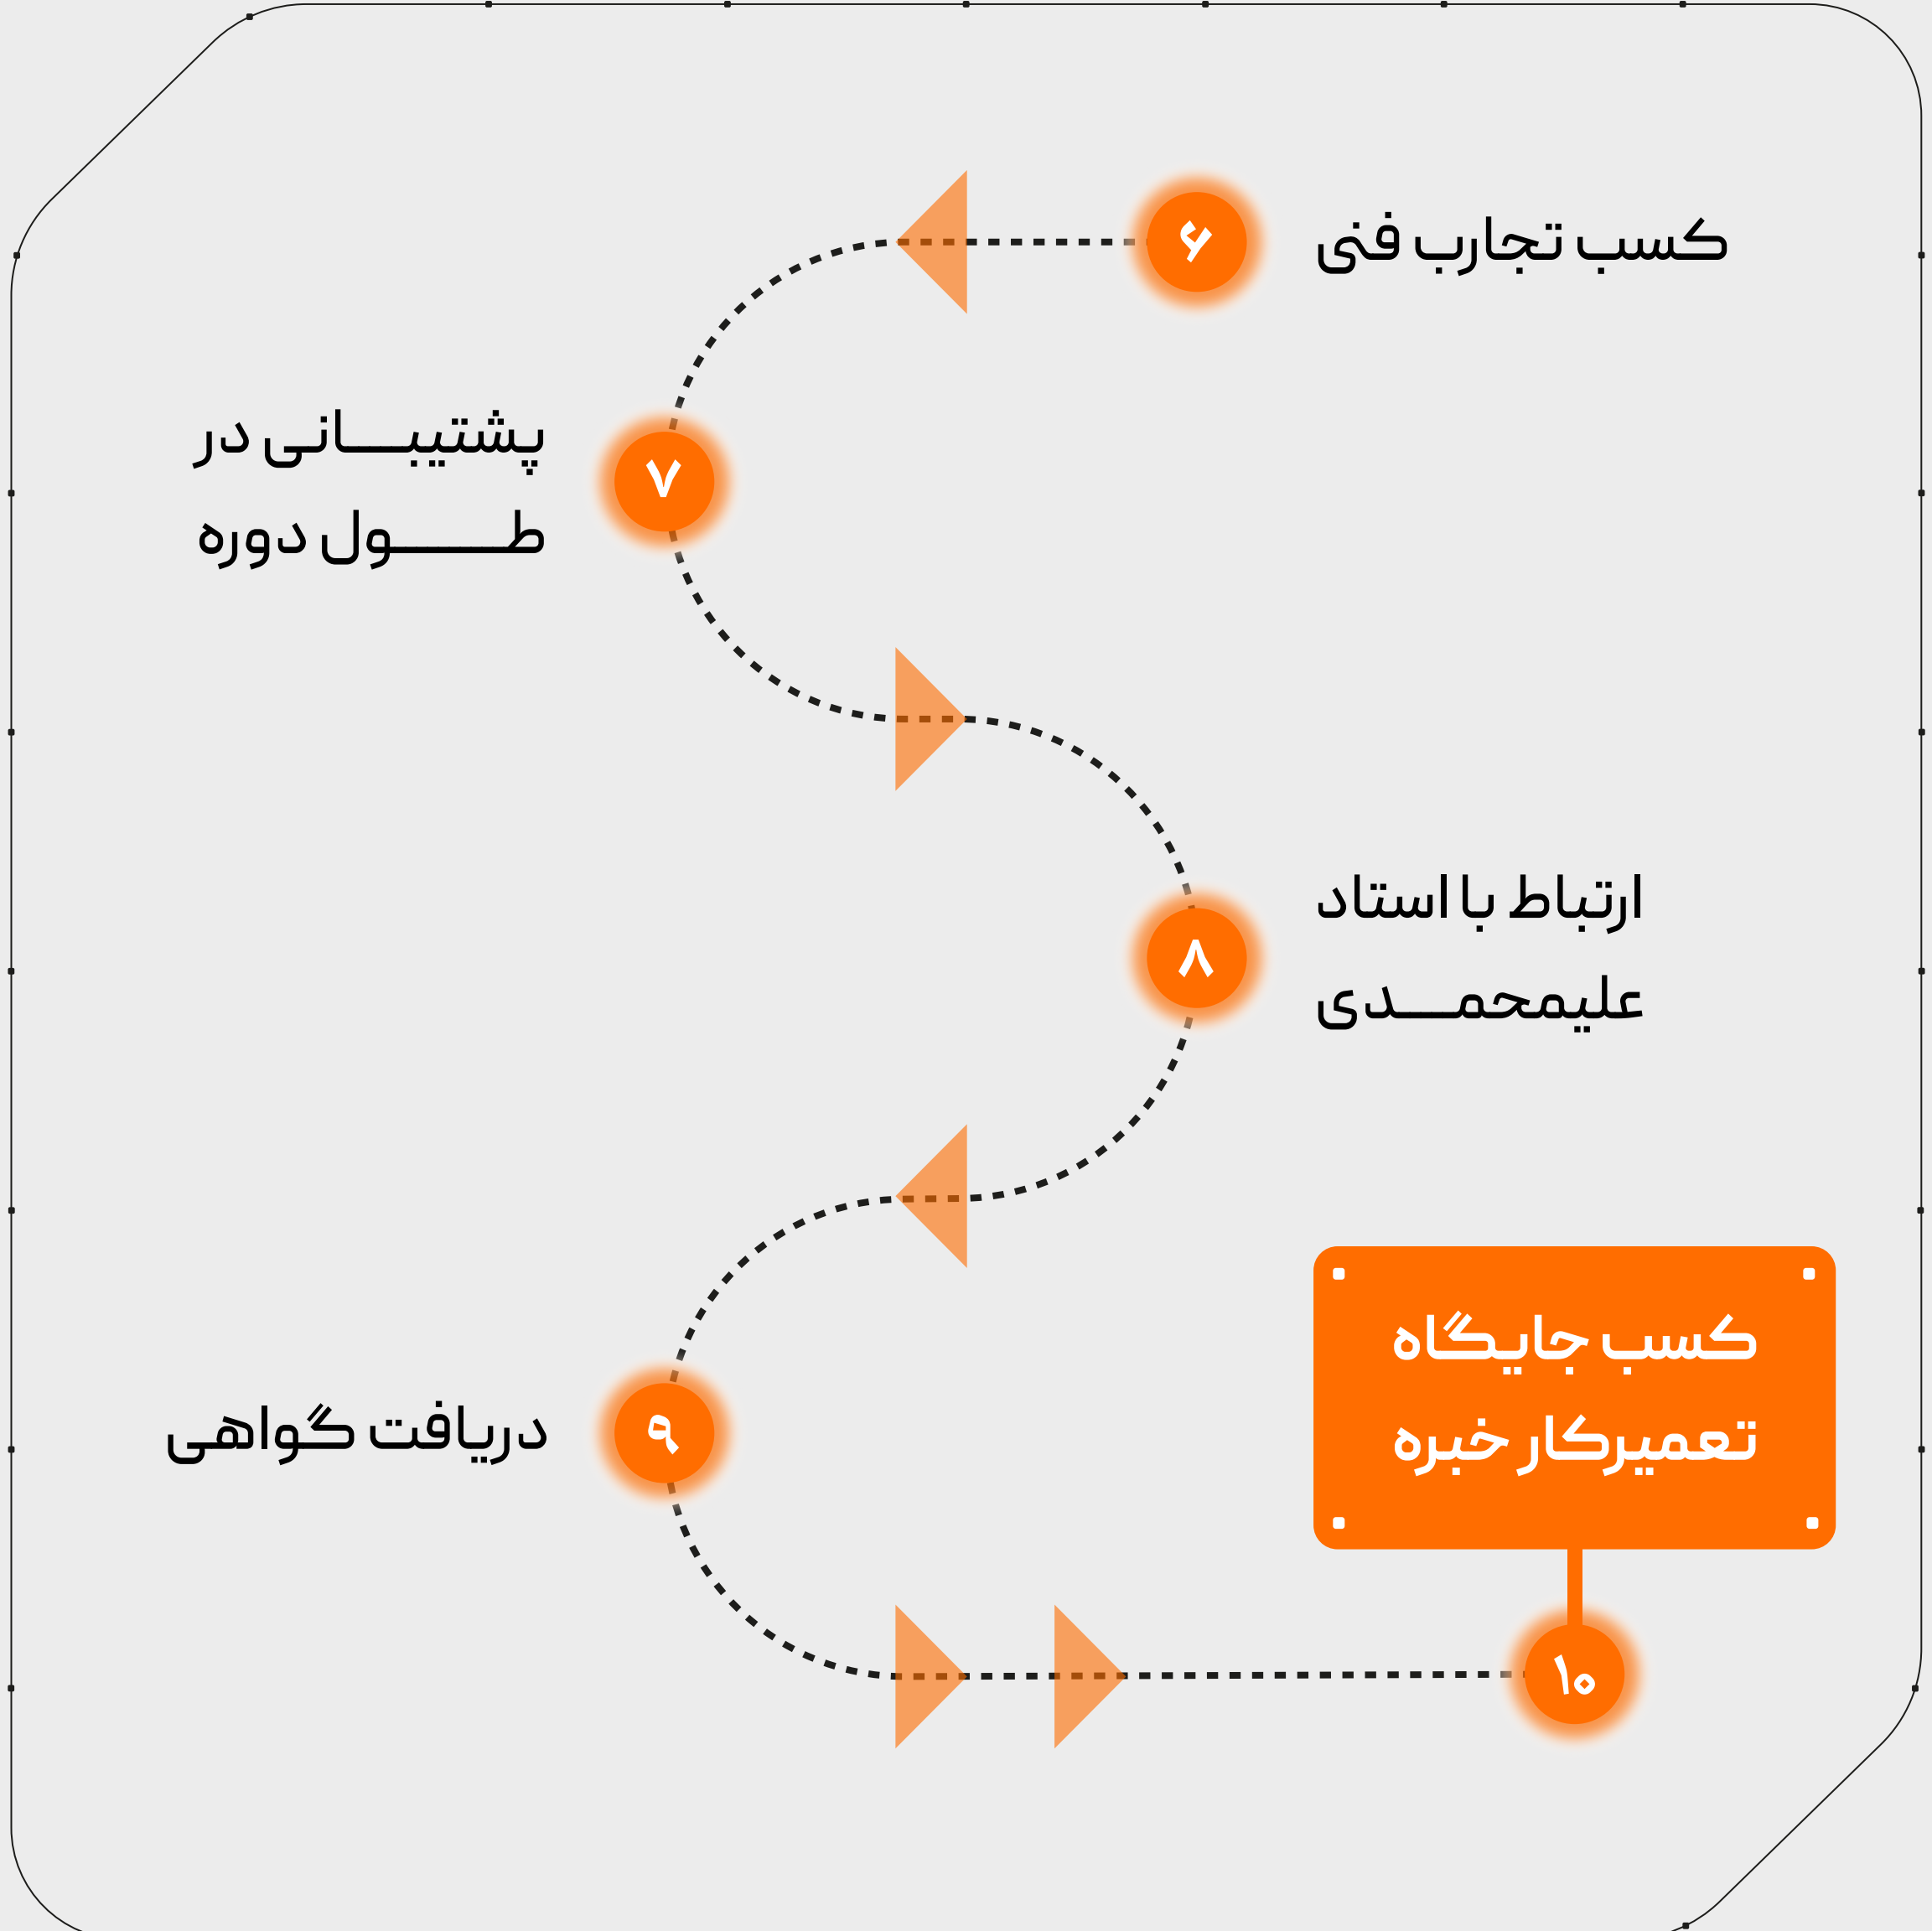 ۶
کسب تجارب فنی
۷
پشتیبـــانی در
طـــول دوره
۸
ارتباط با استاد
علیمحمـــدی
۹
دریافت گواهی
کسب جایگاه
تعمیرکار خبره
۱۰